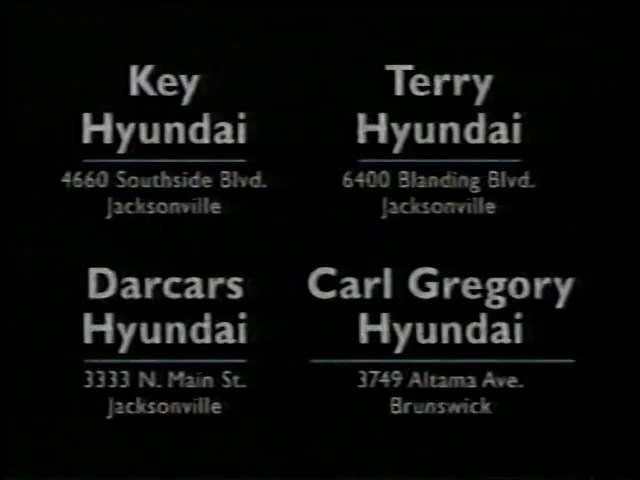 Key
Hyundai
4660 Southside Blvd.
Jacksonville
Terry
Hyundai
6400 Blanding Blvd.
Jacksonville
Darcars
Hyundai
3333 N. Main St.
Jacksonville
Carl Gregory
Hyundai
3749 Altama Ave.
Brunswick